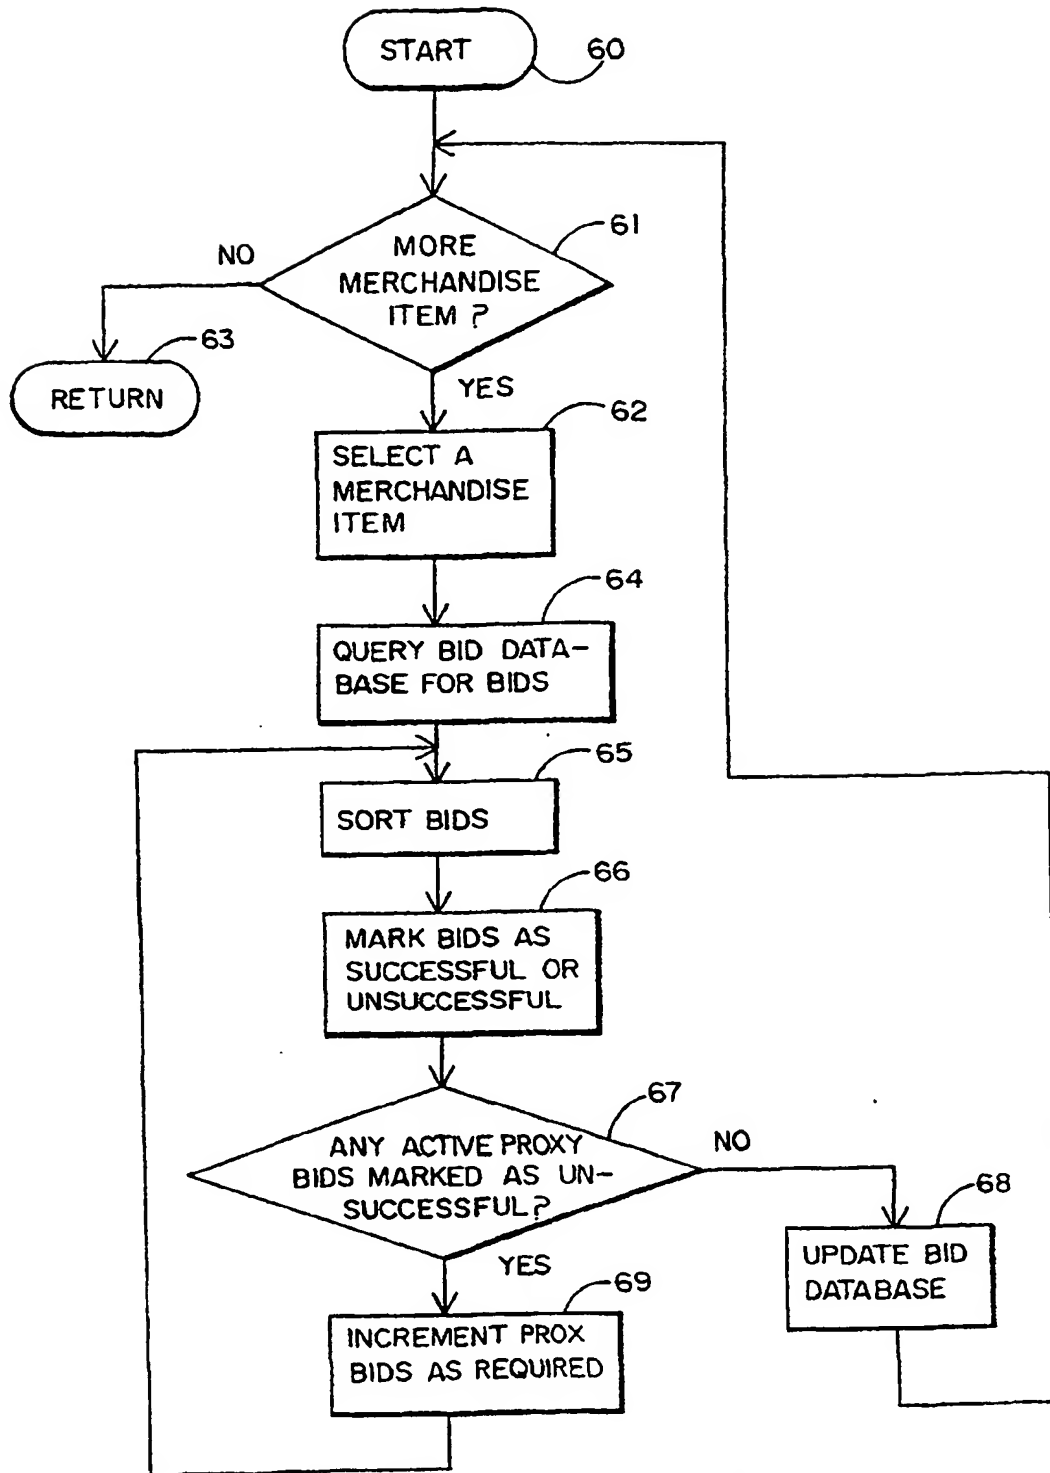 START
60
61
MORE
MERCHANDISE
ITEM ?
NO
63
RETURN
YES
62
SELECT A
MERCHANDISE
ITEM
64
QUERY BID DATA-
BASE FOR BIDS
65
SORT BIDS
66
MARK BIDS AS
SUCCESSFUL OR
UNSUCCESSFUL
67
ANY ACTIVE PROXY
BIDS MARKED AS UN-
SUCCESSFUL?
NO
68
UPDATE BID
DATABASE
YES
69
INCREMENT PROX
BIDS AS REQUIRED